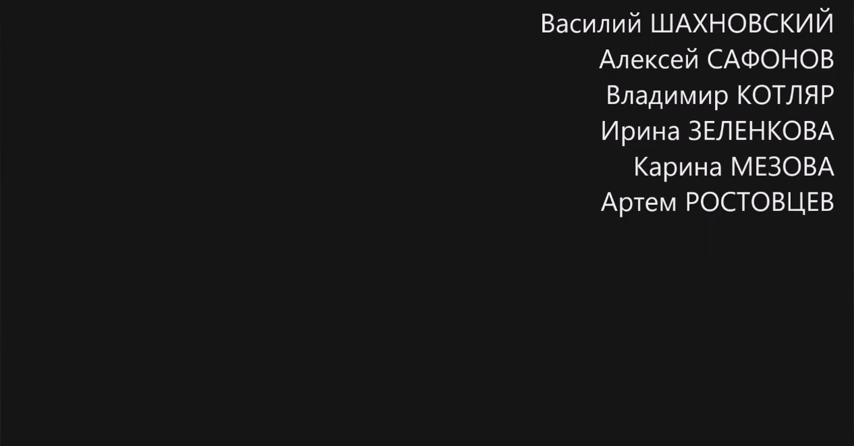 Василий ШАХНОВСКИЙ
Алексей САФОНОВ
Владимир КОТЛЯР
Ирина ЗЕЛЕНКОВА
Карина МЕЗОВА
Артем РОСТОВЦЕВ